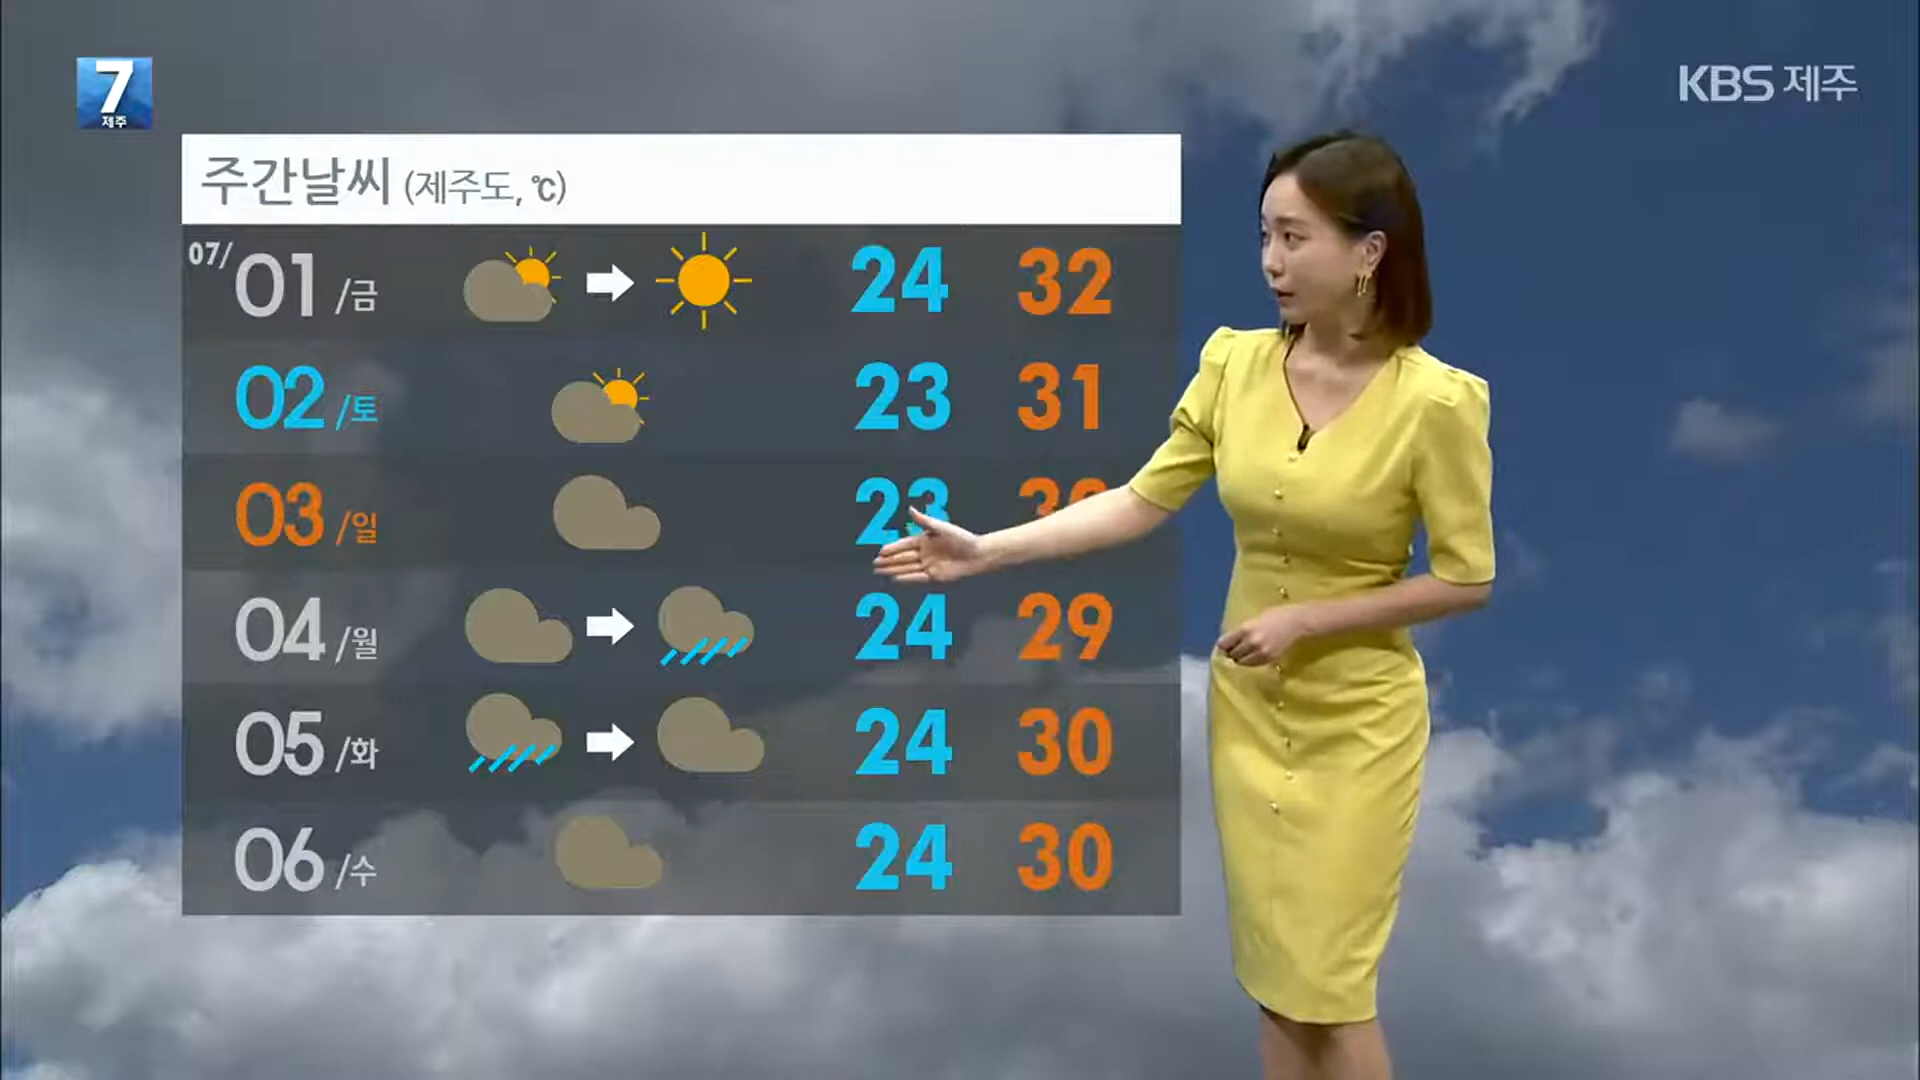 7
제주
KBS 제주
주간날씨 (제주도, ℃)
07/01/금 24 32
02/토 23 31
03/일 23
04/월 24 29
05/화 24 30
06/수 24 30